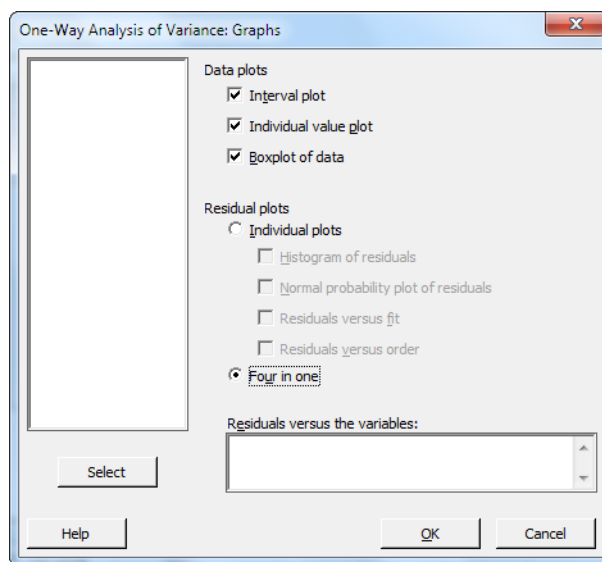 One-Way Analysis of Variance: Graphs
Data plots
Interval plot
Individual value plot
Boxplot of data
Residual plots
Individual plots
Histogram of residuals
Normal probability plot of residuals
Residuals versus fit
Residuals versus order
Four in one
Residuals versus the variables:
Select
Help
OK
Cancel